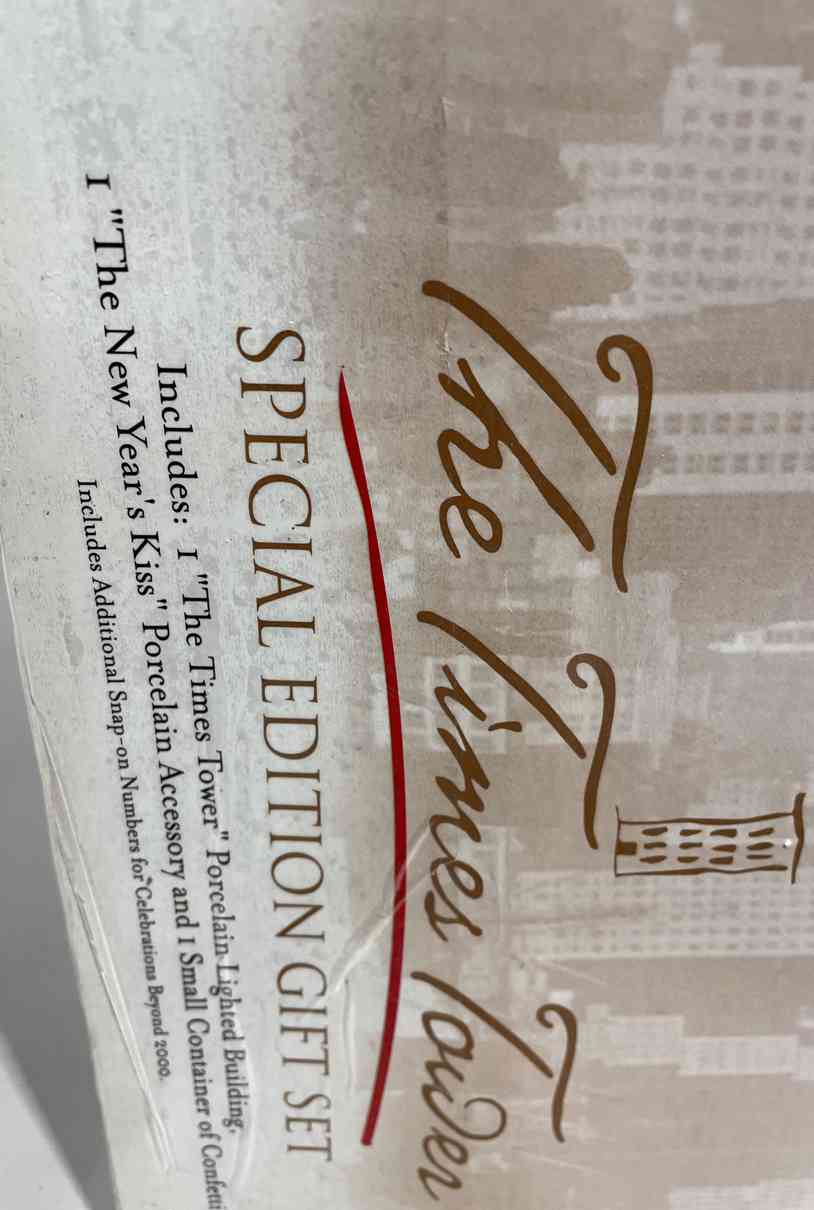 The Times Tower
SPECIAL EDITION GIFT SET
Includes: 1 "The Times Tower" Porcelain Lighted Building,
1 "The New Year's Kiss" Porcelain Accessory and 1 Small Container of Confetti
Includes Additional Snap-on Numbers for Celebrations Beyond 2000.